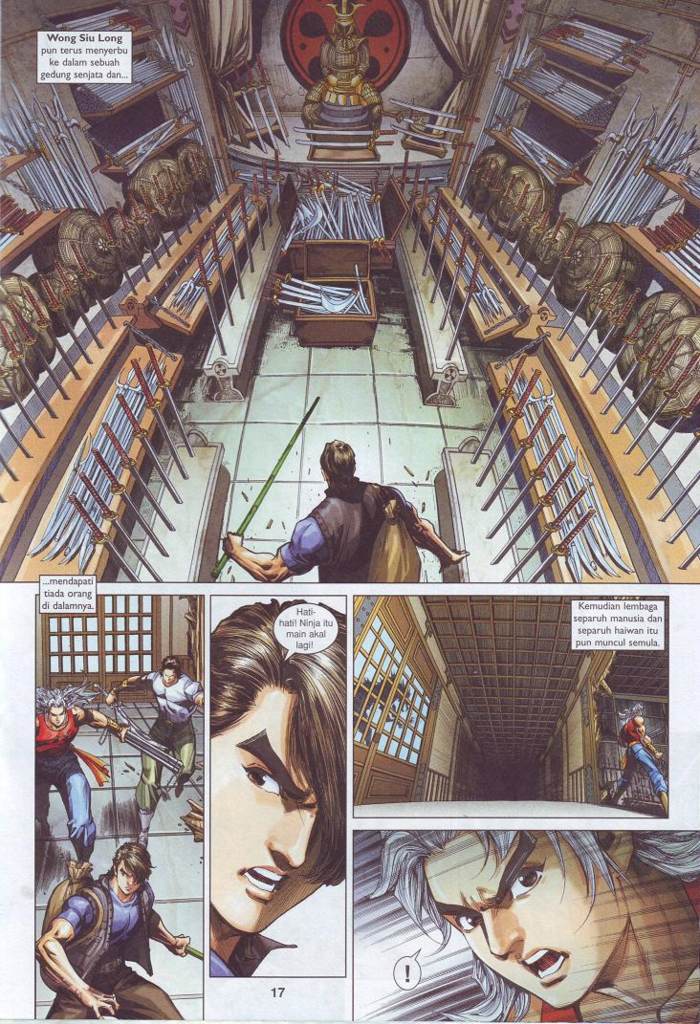 Wong Siu Long
pun terus menyerbu
ke dalam sebuah
gedung senjata dan...
...mendapati
tiada orang
di dalamnya.
Hati-
hati! Ninja itu
main akal
lagi!
Kemudian lembaga
separuh manusia dan
separuh haiwan itu
pun muncul semula.
!
17